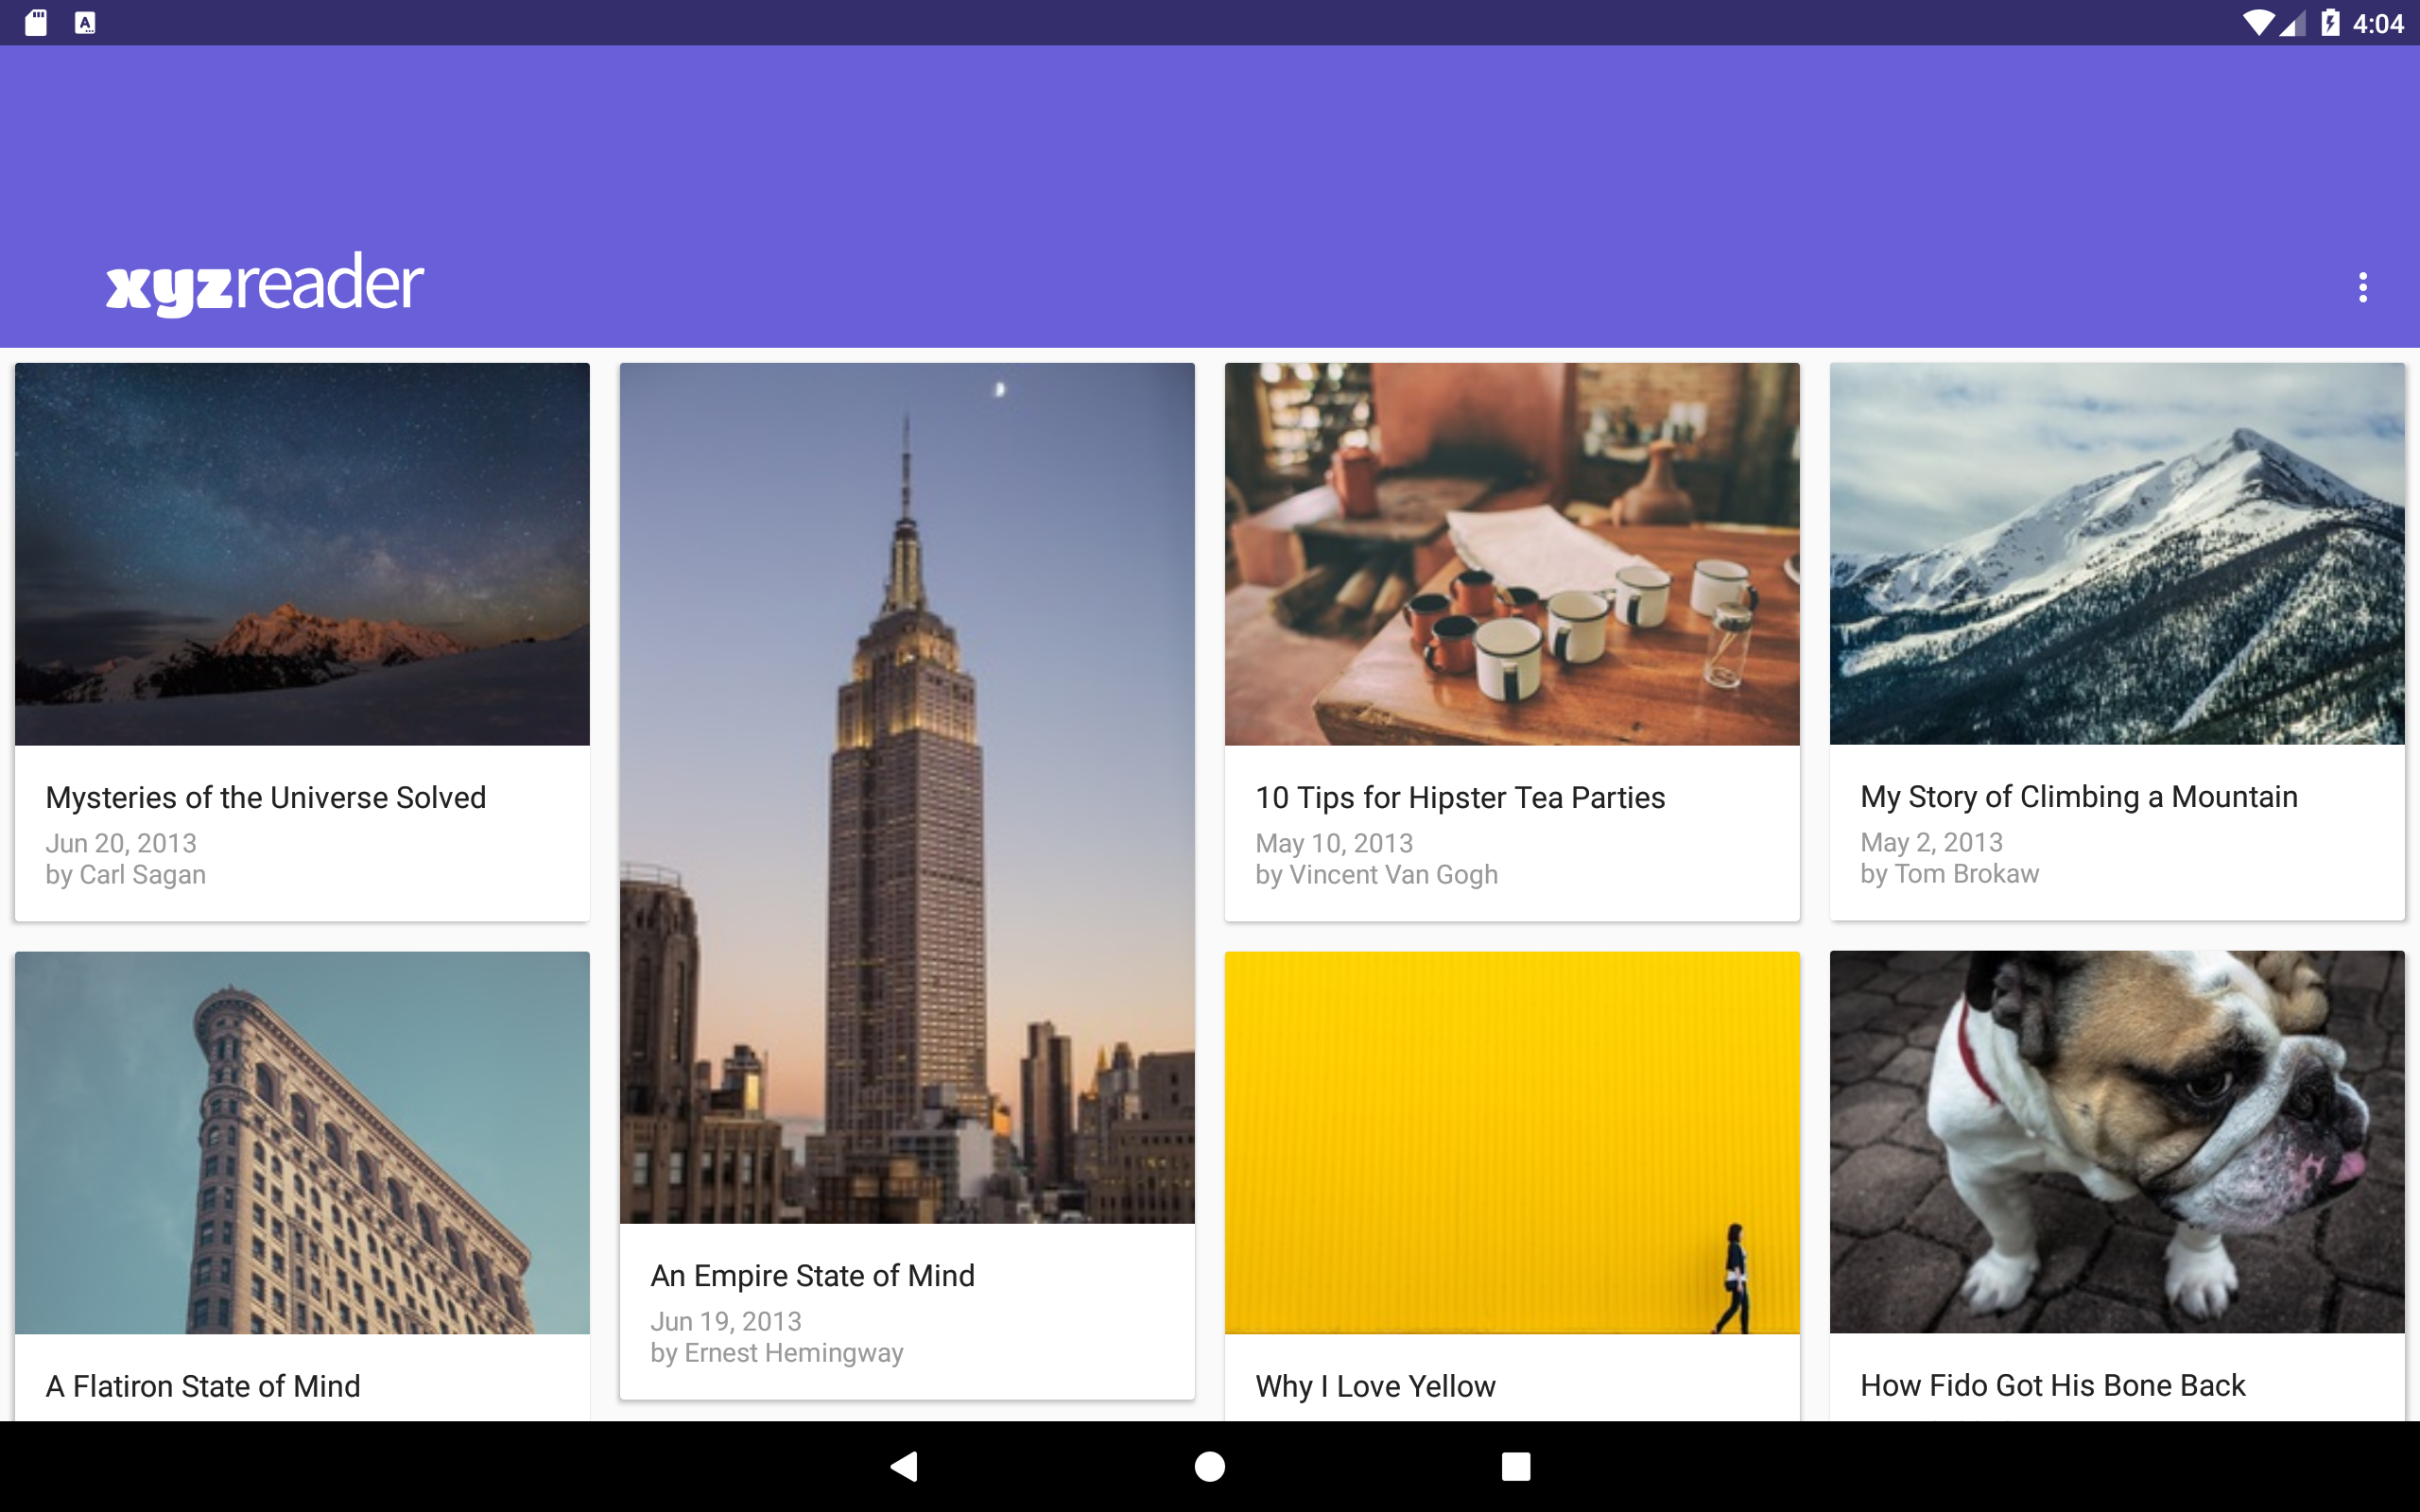 A
4:04
xyzreader
Mysteries of the Universe Solved
Jun 20, 2013
by Carl Sagan
An Empire State of Mind
Jun 19, 2013
by Ernest Hemingway
10 Tips for Hipster Tea Parties
May 10, 2013
by Vincent Van Gogh
My Story of Climbing a Mountain
May 2, 2013
by Tom Brokaw
A Flatiron State of Mind
Why I Love Yellow
How Fido Got His Bone Back